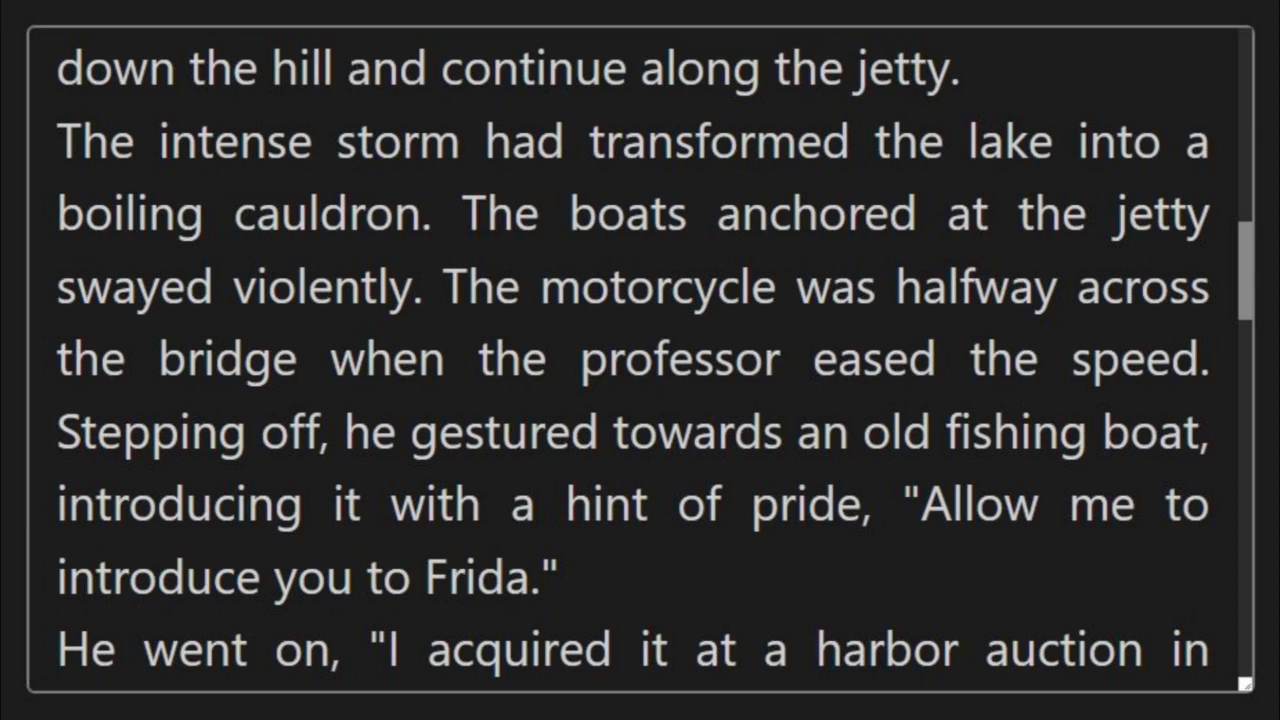 down the hill and continue along the jetty.
The intense storm had transformed the lake into a
boiling cauldron. The boats anchored at the jetty
swayed violently. The motorcycle was halfway across
the bridge when the professor eased the speed.
Stepping off, he gestured towards an old fishing boat,
introducing it with a hint of pride, "Allow me to
introduce you to Frida."
He went on, "I acquired it at a harbor auction in